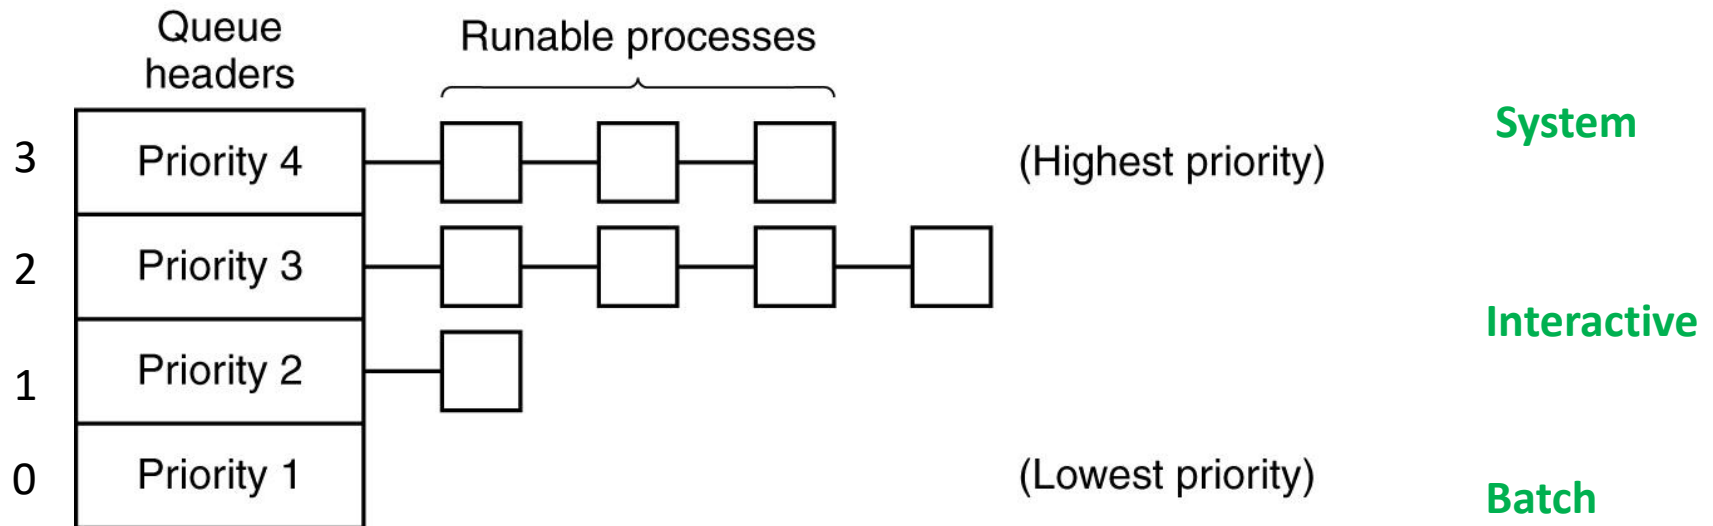 Queue
headers
Runable processes
System
3
Priority 4
(Highest priority)
2
Priority 3
Interactive
1
Priority 2
0
Priority 1
(Lowest priority)
Batch